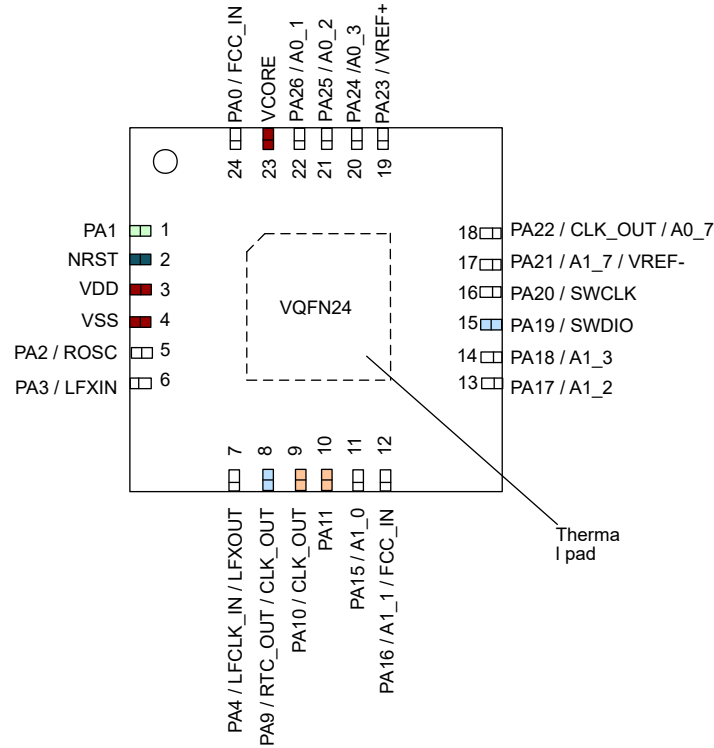 PA0 / FCC_IN
VCORE
PA26 / A0_1
PA25 / A0_2
PA24 /A0_3
PA23 / VREF+
24
23
22
21
20
19
PA1 1
NRST 2
VDD 3
VSS 4
PA2 / ROSC 5
PA3 / LFXIN 6
VQFN24
18 PA22 / CLK_OUT / A0_7
17 PA21 / A1_7 / VREF-
16 PA20 / SWCLK
15 PA19 / SWDIO
14 PA18 / A1_3
13 PA17 / A1_2
7
8
9
10
11
12
PA4 / LFCLK_IN / LFXOUT
PA9 / RTC_OUT / CLK_OUT
PA10 / CLK_OUT
PA11
PA15 / A1_0
PA16 / A1_1 / FCC_IN
Therma
l pad